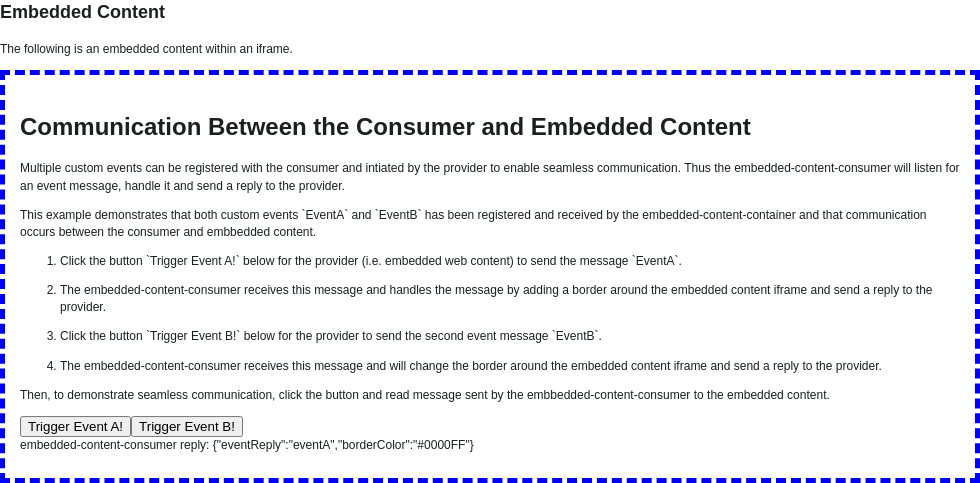 Embedded Content
The following is an embedded content within an iframe.
Communication Between the Consumer and Embedded Content
Multiple custom events can be registered with the consumer and intiated by the provider to enable seamless communication. Thus the embedded-content-consumer will listen for
an event message, handle it and send a reply to the provider.
This example demonstrates that both custom events `EventA` and `EventB` has been registered and received by the embedded-content-container and that communication
occurs between the consumer and embbedded content.
1. Click the button `Trigger Event A!` below for the provider (i.e. embedded web content) to send the message `EventA`.
2. The embedded-content-consumer receives this message and handles the message by adding a border around the embedded content iframe and send a reply to the
provider.
3. Click the button `Trigger Event B!` below for the provider to send the second event message `EventB`.
4. The embedded-content-consumer receives this message and will change the border around the embedded content iframe and send a reply to the provider.
Then, to demonstrate seamless communication, click the button and read message sent by the embbedded-content-consumer to the embedded content.
Trigger Event A! Trigger Event B!
embedded-content-consumer reply: {"eventReply":"eventA","borderColor":"#0000FF"}